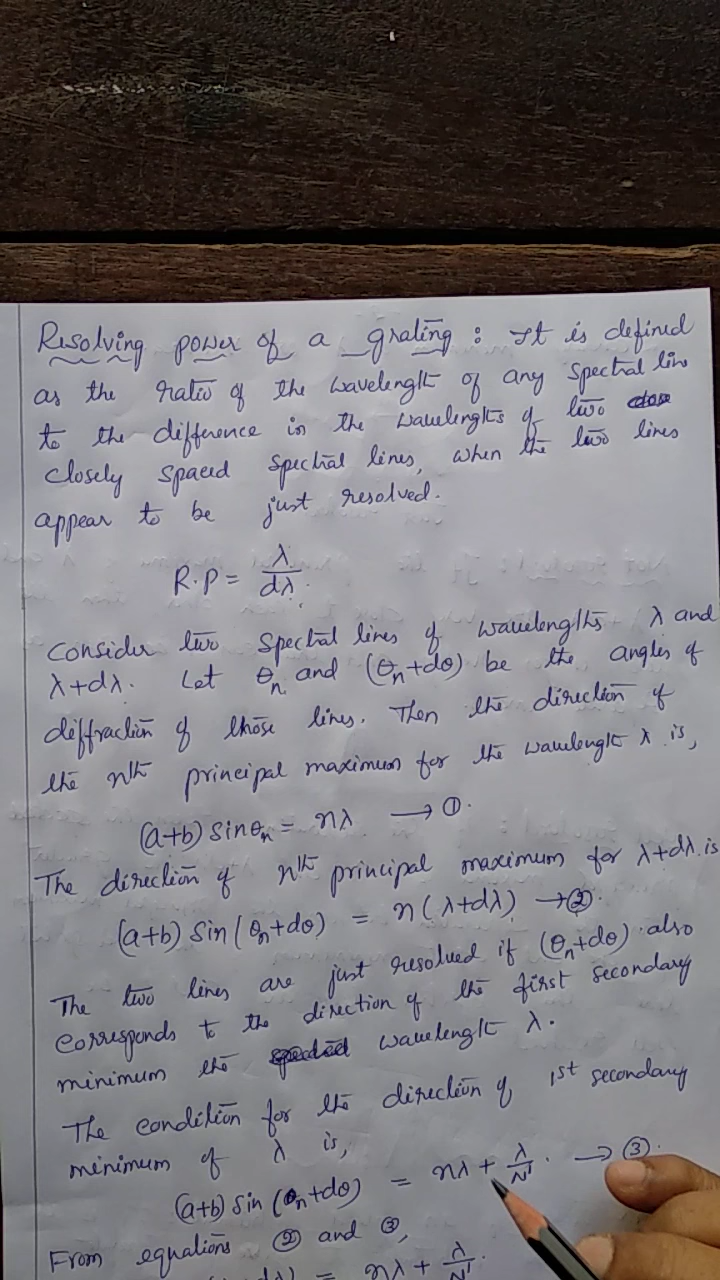 Resolving power of a grating : It is defined
as the ratio of the wavelength of any spectral line
to the difference in the wavelengths of two close
closely spaced spectral lines, when the two lines
appear to be just resolved.
R.P = λ/dλ.
Consider two spectral lines of wavelengths λ and
λ+dλ. Let θₙ and (θₙ+dθ) be the angles of
diffraction of those lines. Then the direction of
the nth principal maximum for the wavelength λ is,
(a+b) sinθₙ = nλ → ①.
The direction of nth principal maximum for λ+dλ is
(a+b) sin(θₙ+dθ) = n(λ+dλ) → ②.
The two lines are just resolved if (θₙ+dθ) also
corresponds to the direction of the first secondary
minimum the wavelength λ.
The condition for the direction of 1st secondary
minimum of λ is,
(a+b) sin(θₙ+dθ) = nλ + λ/N'. → ③.
From equations ② and ③,
dλ) = nλ + λ/N'.